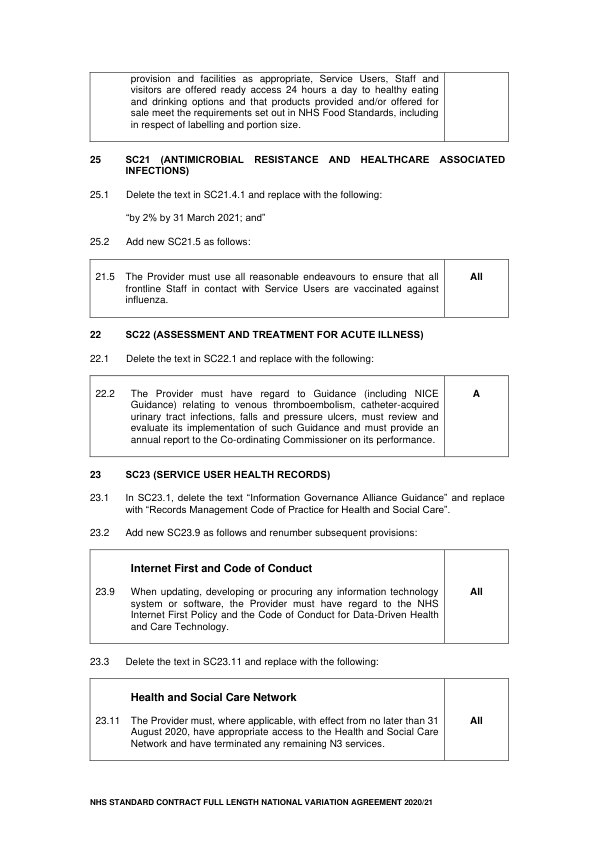 provision and facilities as appropriate, Service Users, Staff and
visitors are offered ready access 24 hours a day to healthy eating
and drinking options and that products provided and/or offered for
sale meet the requirements set out in NHS Food Standards, including
in respect of labelling and portion size.
25 SC21 (ANTIMICROBIAL RESISTANCE AND HEALTHCARE ASSOCIATED
INFECTIONS)
25.1 Delete the text in SC21.4.1 and replace with the following:
“by 2% by 31 March 2021; and”
25.2 Add new SC21.5 as follows:
21.5 The Provider must use all reasonable endeavours to ensure that all All
frontline Staff in contact with Service Users are vaccinated against
influenza.
22 SC22 (ASSESSMENT AND TREATMENT FOR ACUTE ILLNESS)
22.1 Delete the text in SC22.1 and replace with the following:
22.2 The Provider must have regard to Guidance (including NICE A
Guidance) relating to venous thromboembolism, catheter-acquired
urinary tract infections, falls and pressure ulcers, must review and
evaluate its implementation of such Guidance and must provide an
annual report to the Co-ordinating Commissioner on its performance.
23 SC23 (SERVICE USER HEALTH RECORDS)
23.1 In SC23.1, delete the text “Information Governance Alliance Guidance” and replace
with “Records Management Code of Practice for Health and Social Care”.
23.2 Add new SC23.9 as follows and renumber subsequent provisions:
Internet First and Code of Conduct
23.9 When updating, developing or procuring any information technology All
system or software, the Provider must have regard to the NHS
Internet First Policy and the Code of Conduct for Data-Driven Health
and Care Technology.
23.3 Delete the text in SC23.11 and replace with the following:
Health and Social Care Network
23.11 The Provider must, where applicable, with effect from no later than 31 All
August 2020, have appropriate access to the Health and Social Care
Network and have terminated any remaining N3 services.
NHS STANDARD CONTRACT FULL LENGTH NATIONAL VARIATION AGREEMENT 2020/21